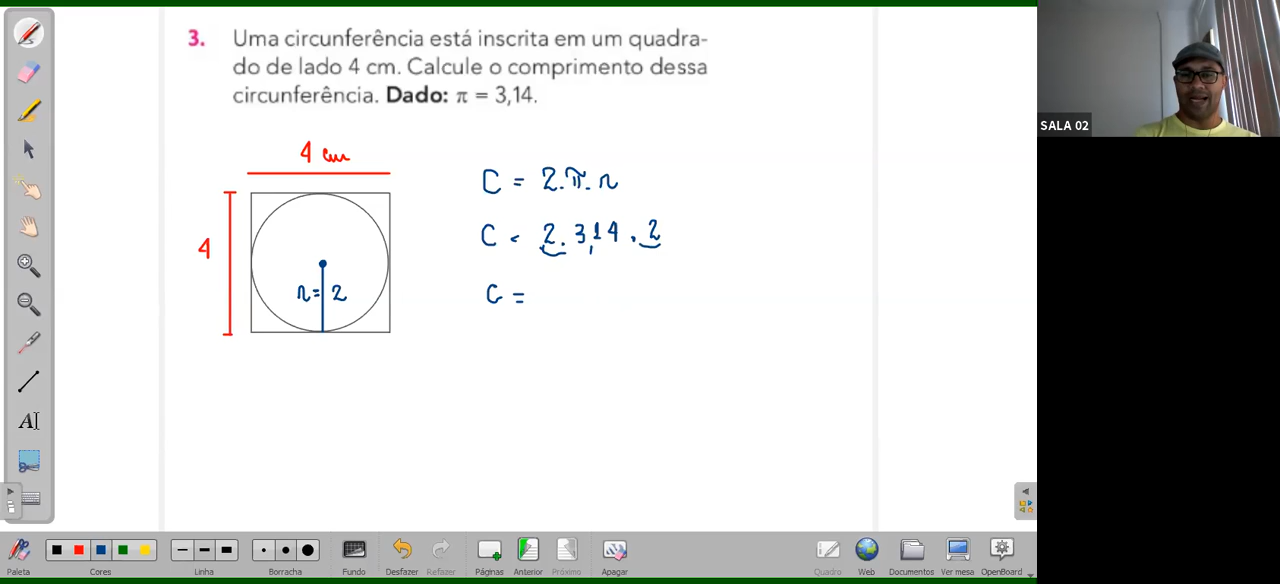 3. Uma circunferência está inscrita em um quadra-
do de lado 4 cm. Calcule o comprimento dessa
circunferência. Dado: π = 3,14.
SALA 02
4 cm
4
r = 2
C = 2.π.r
C = 2.3,14.2
C =
Paleta
Cores
Linha
Borracha
Fundo
Desfazer
Refazer
Páginas
Anterior
Próximo
Apagar
Quadro
Web
Documentos
Ver mesa
OpenBoard